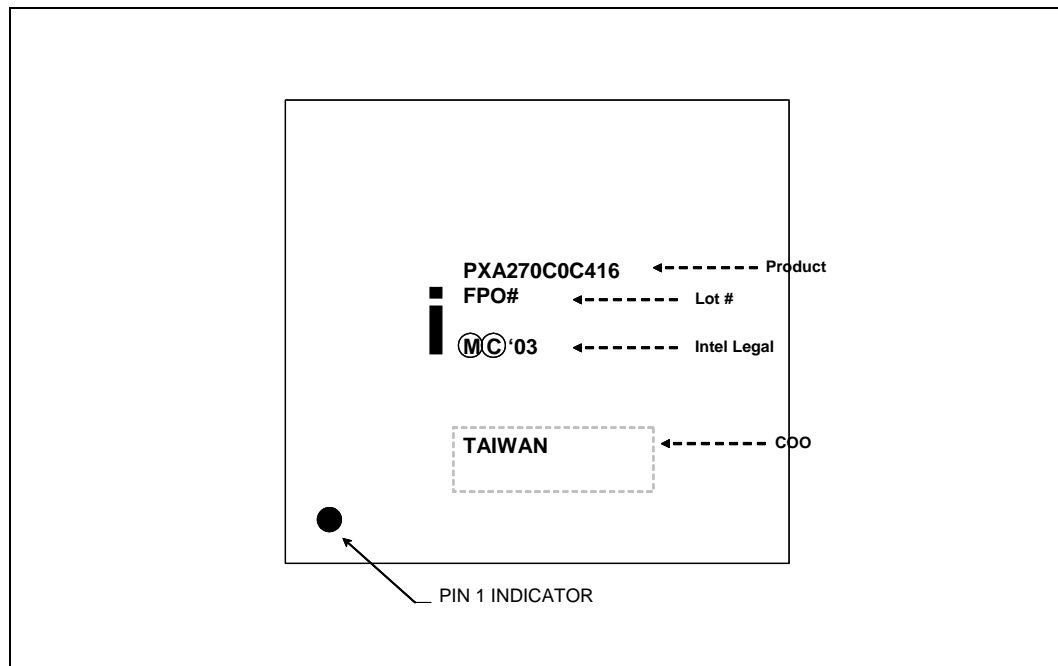 PXA270C0C416 Product
FPO# Lot #
i
ⓂⒸ ‘03 Intel Legal
TAIWAN COO
PIN 1 INDICATOR